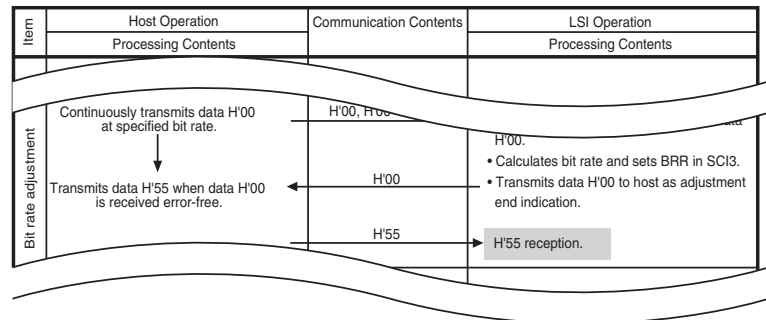 Item
Host Operation
Communication Contents
LSI Operation
Processing Contents
Processing Contents
Bit rate adjustment
Continuously transmits data H'00
at specified bit rate.
H'00,
H'00.
• Calculates bit rate and sets BRR in SCI3.
Transmits data H'55 when data H'00
is received error-free.
H'00
• Transmits data H'00 to host as adjustment
end indication.
H'55
H'55 reception.